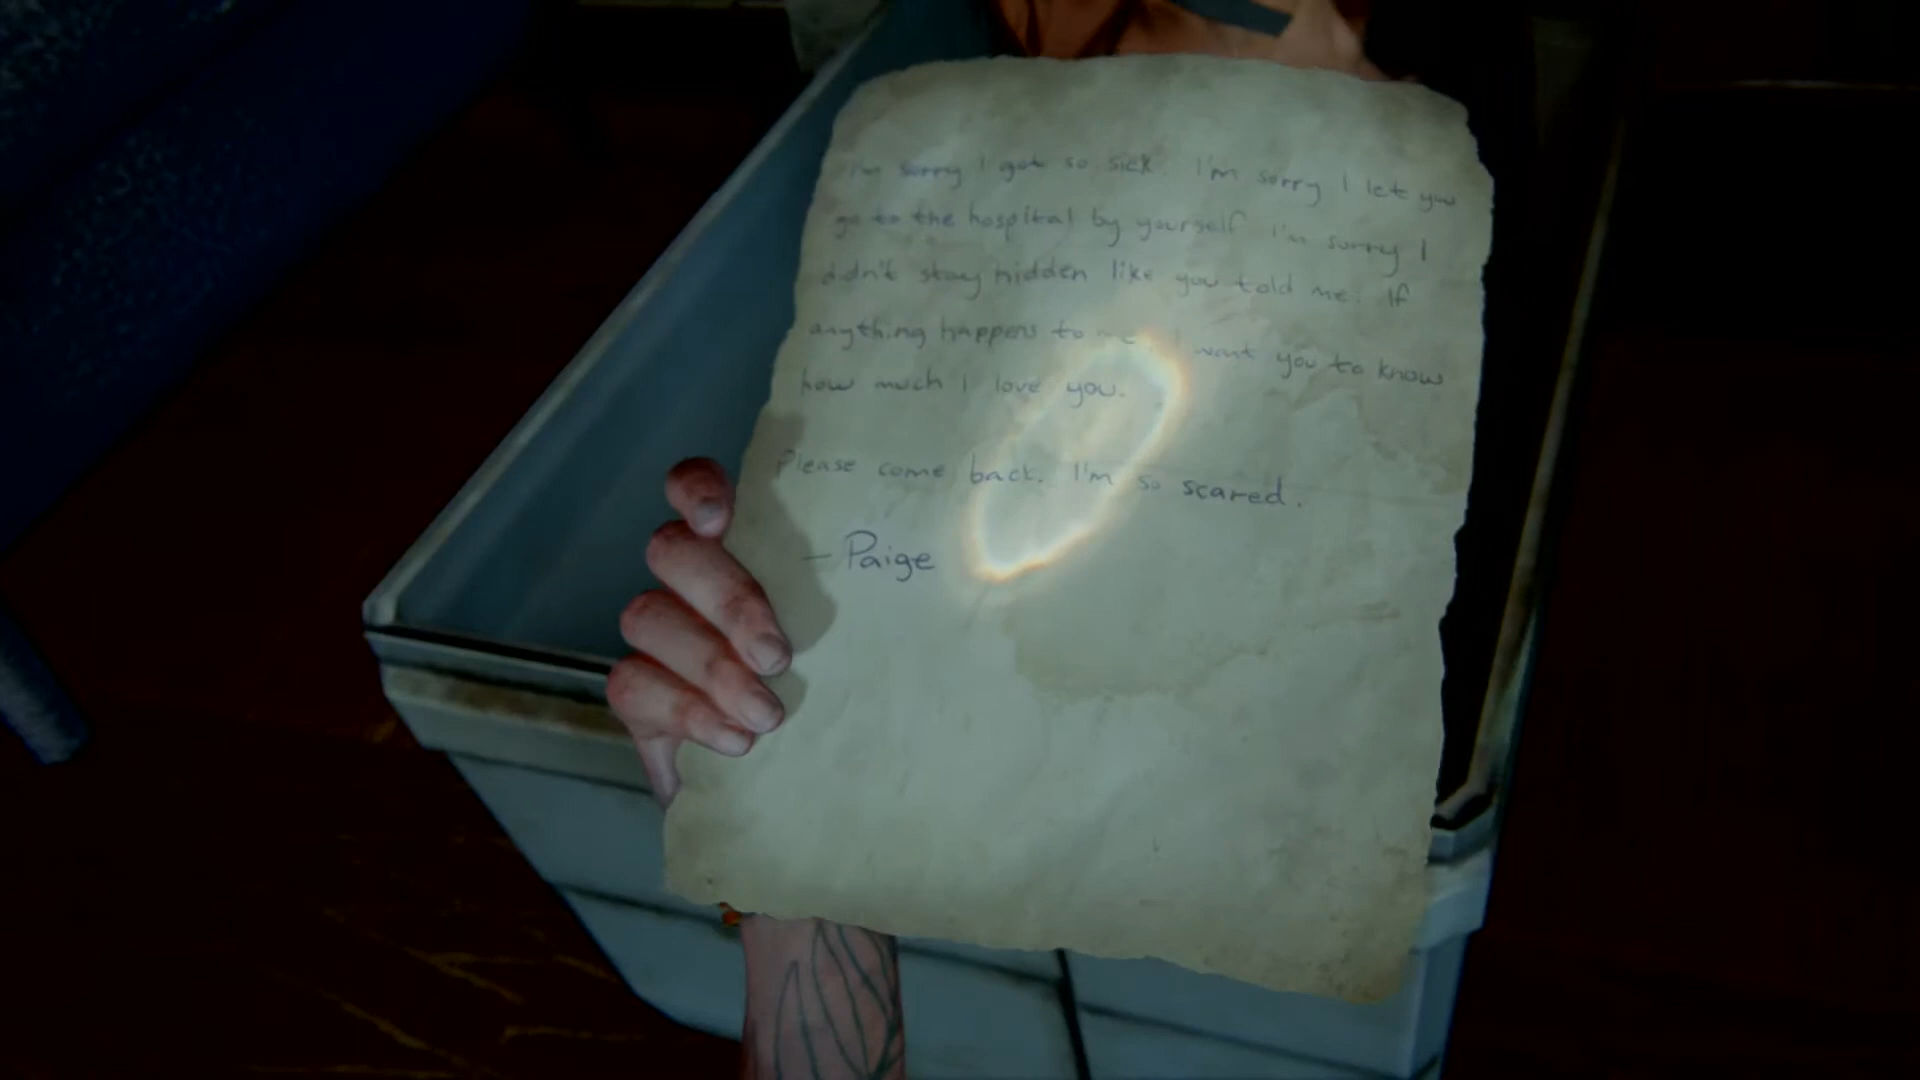 I'm sorry I got so sick. I'm sorry I let you
go to the hospital by yourself. I'm sorry I
didn't stay hidden like you told me. If
anything happens to me, I want you to know
how much I love you.
Please come back. I'm so scared.
– Paige